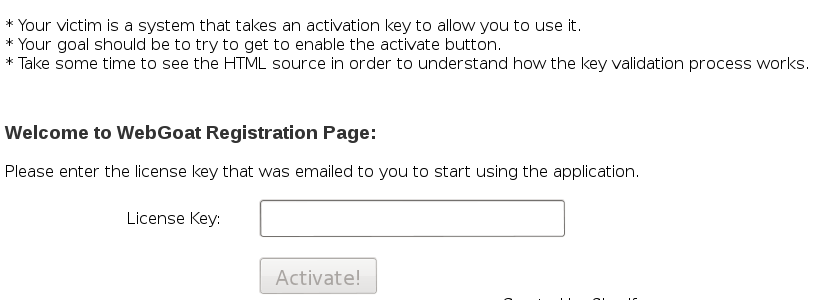 * Your victim is a system that takes an activation key to allow you to use it.
* Your goal should be to try to get to enable the activate button.
* Take some time to see the HTML source in order to understand how the key validation process works.
Welcome to WebGoat Registration Page:
Please enter the license key that was emailed to you to start using the application.
License Key:
Activate!